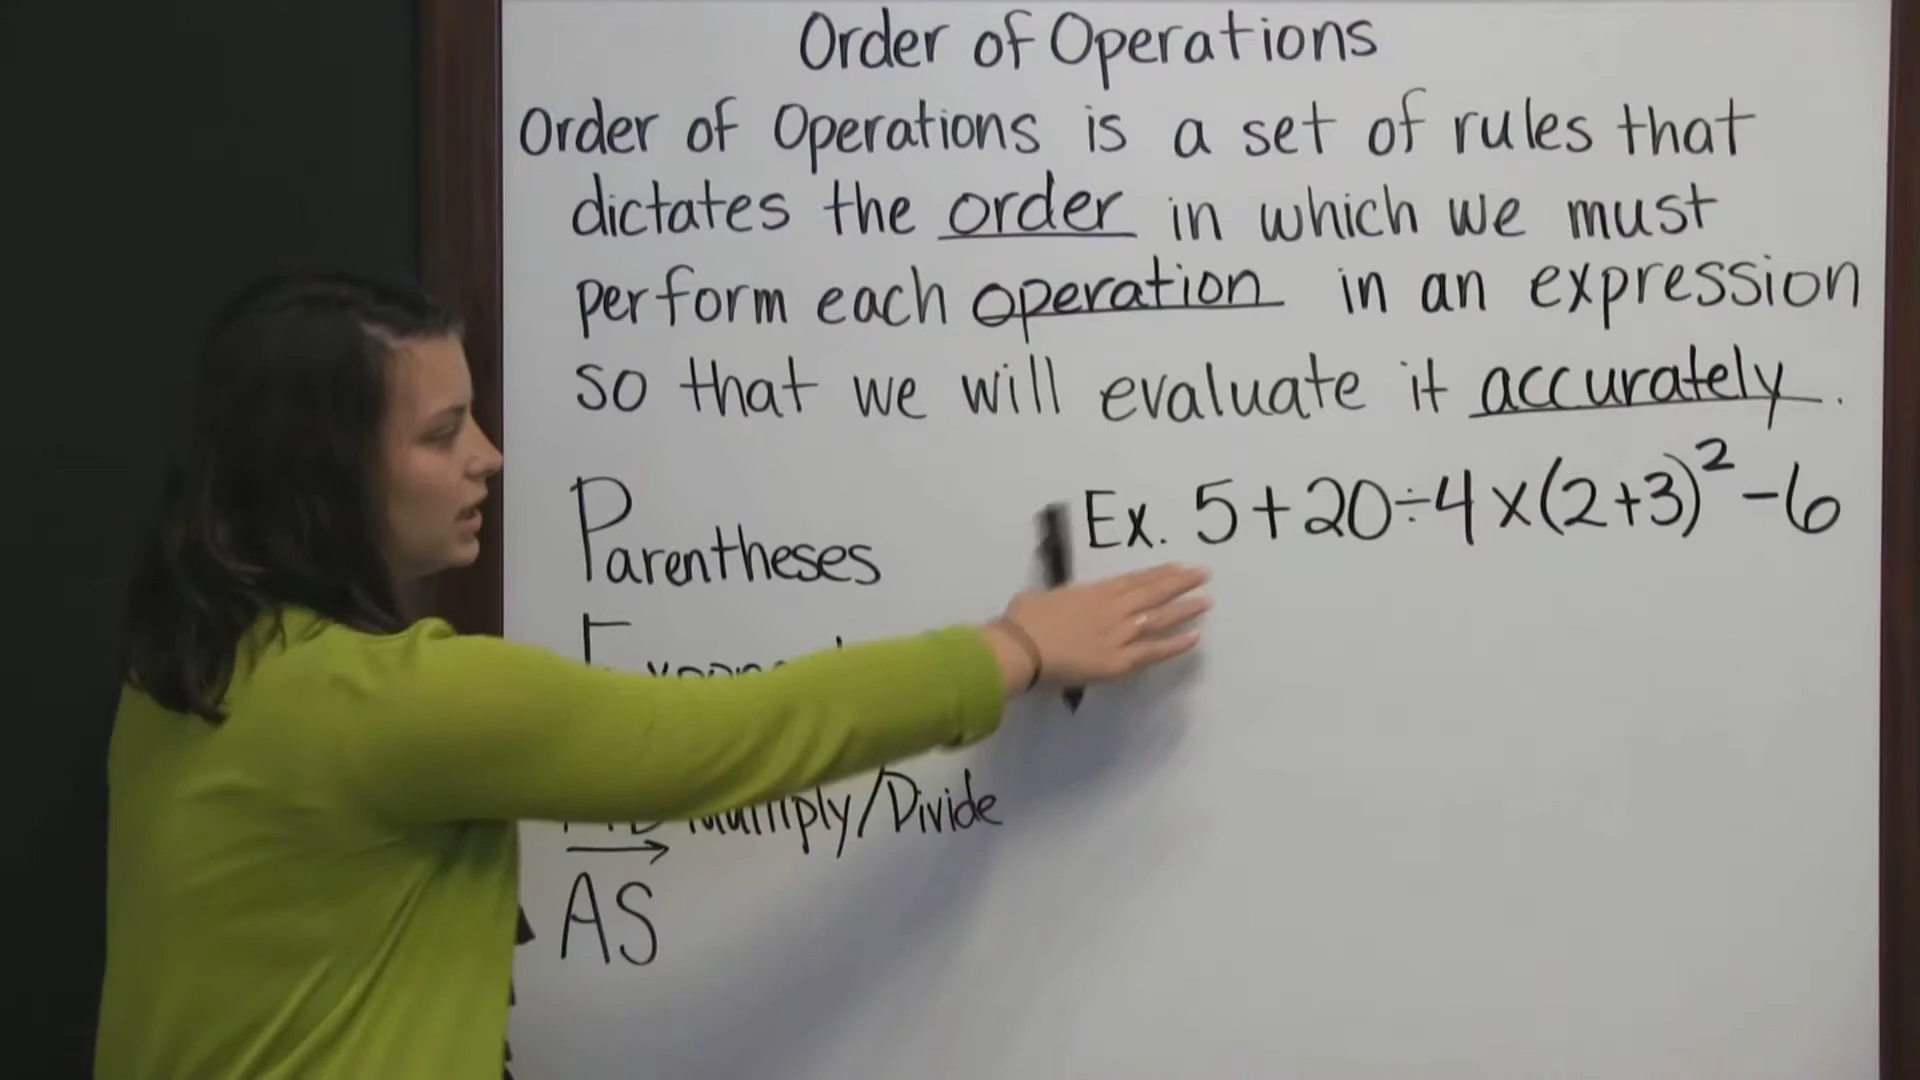 Order of Operations
Order of Operations is a set of rules that
dictates the order in which we must
perform each operation in an expression
so that we will evaluate it accurately.
Parentheses
Ex. 5+20÷4×(2+3)²-6
Multiply/Divide
AS